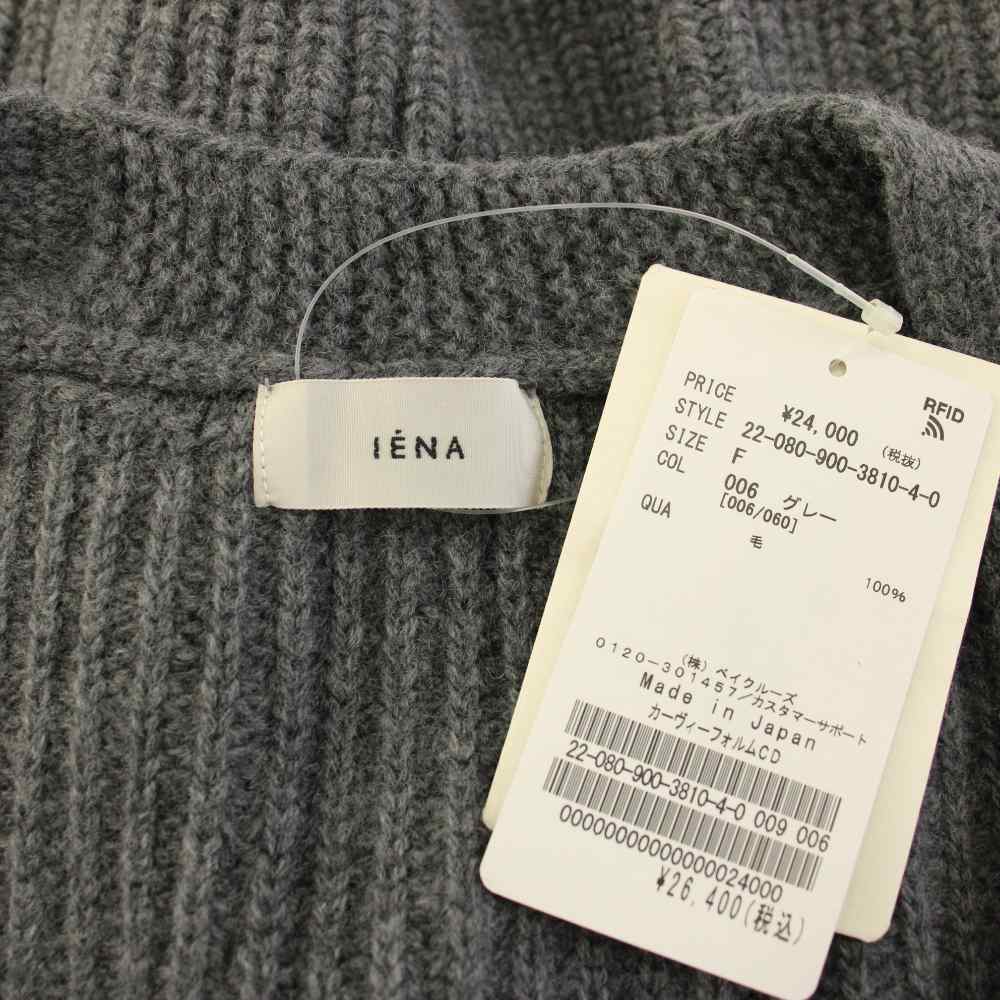 IÉNA
RFID
PRICE ¥24,000 (税抜)
STYLE 22-080-900-3810-4-0
SIZE F
COL 006 グレー
[006/060]
QUA 毛
100%
(株) ベイクルーズ
0120-301457/カスタマーサポート
Made in Japan
カーヴィーフォルムCD
22-080-900-3810-4-0 009 006
0000000000000024000
¥26,400(税込)